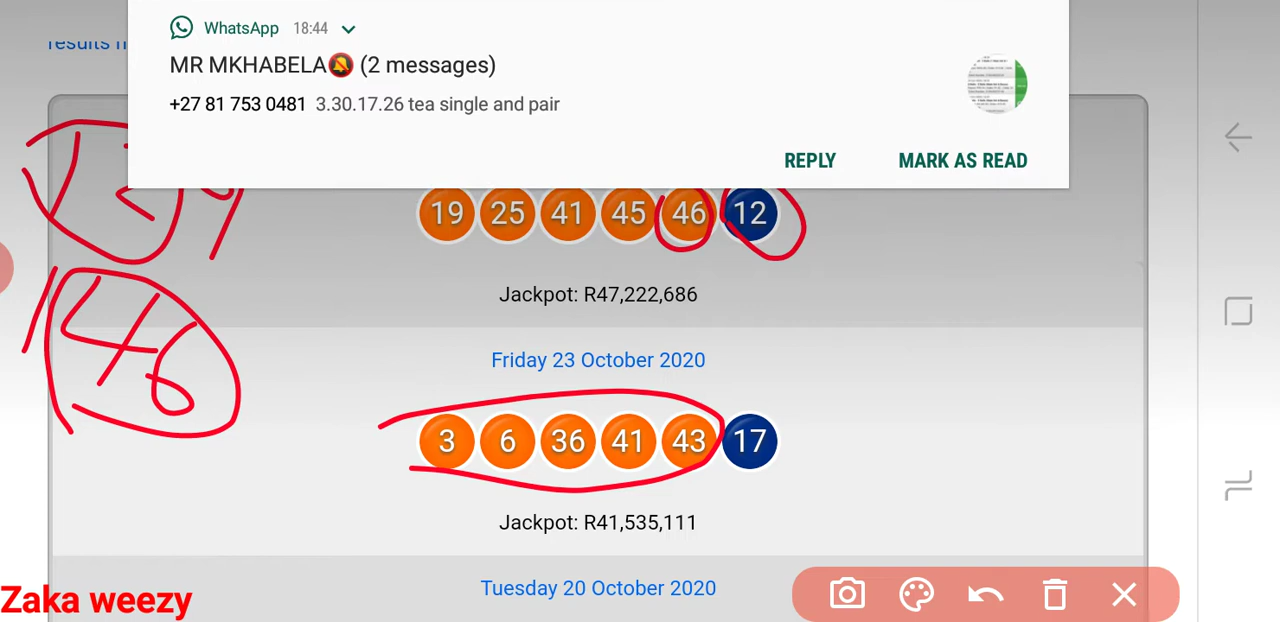 WhatsApp 18:44
results
MR MKHABELA🔕 (2 messages)
+27 81 753 0481 3.30.17.26 tea single and pair
REPLY MARK AS READ
19 25 41 45 46 12
Jackpot: R47,222,686
146
Friday 23 October 2020
3 6 36 41 43 17
Jackpot: R41,535,111
Tuesday 20 October 2020
Zaka weezy